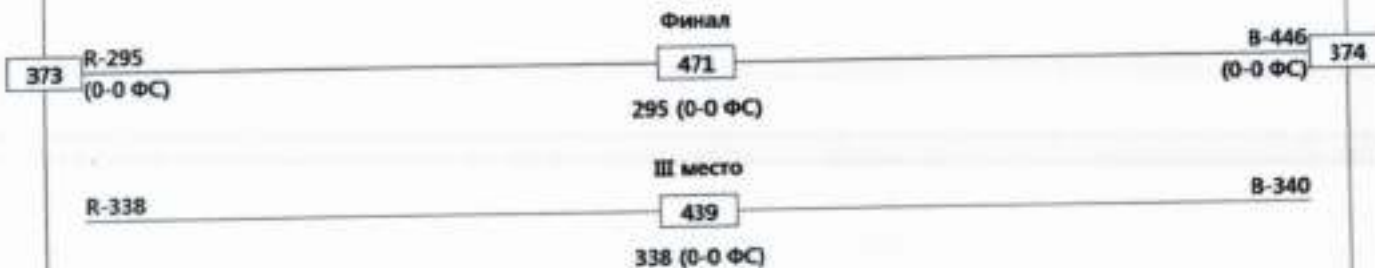 Финал
373 R-295 471 B-446 374
(0-0 ФС) (0-0 ФС)
295 (0-0 ФС)
III место
R-338 439 B-340
338 (0-0 ФС)